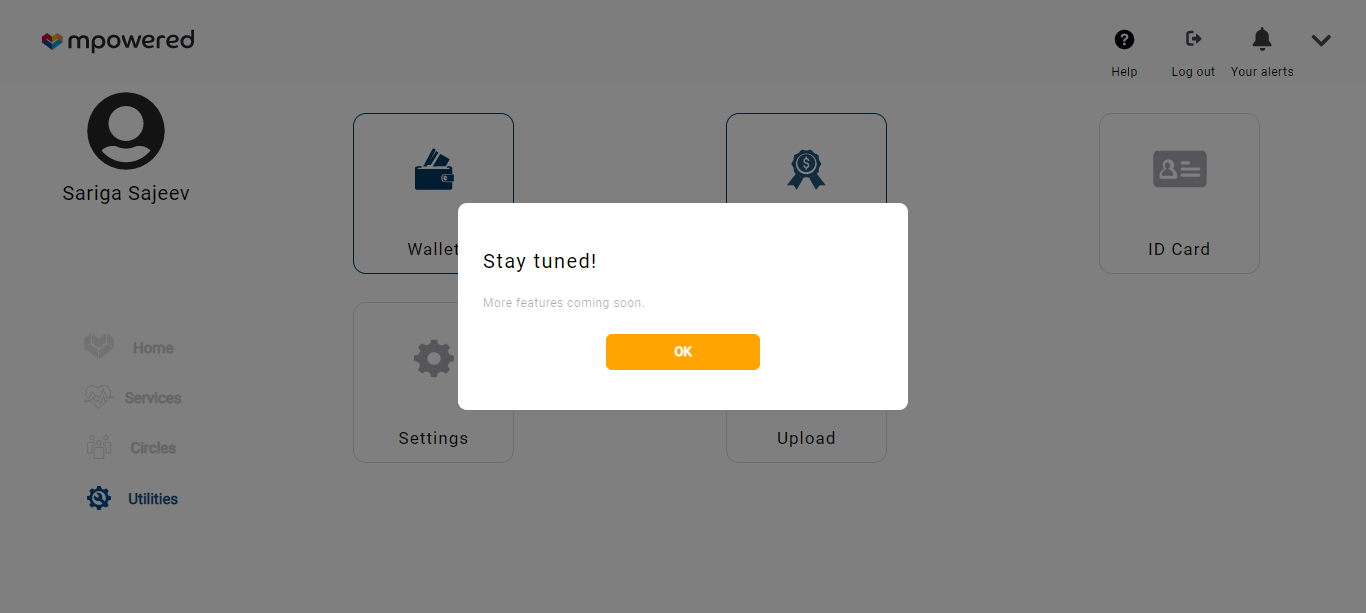 mpowered
Help
Log out
Your alerts
Sariga Sajeev
Wallet
ID Card
Stay tuned!
More features coming soon.
OK
Home
Services
Circles
Utilities
Settings
Upload